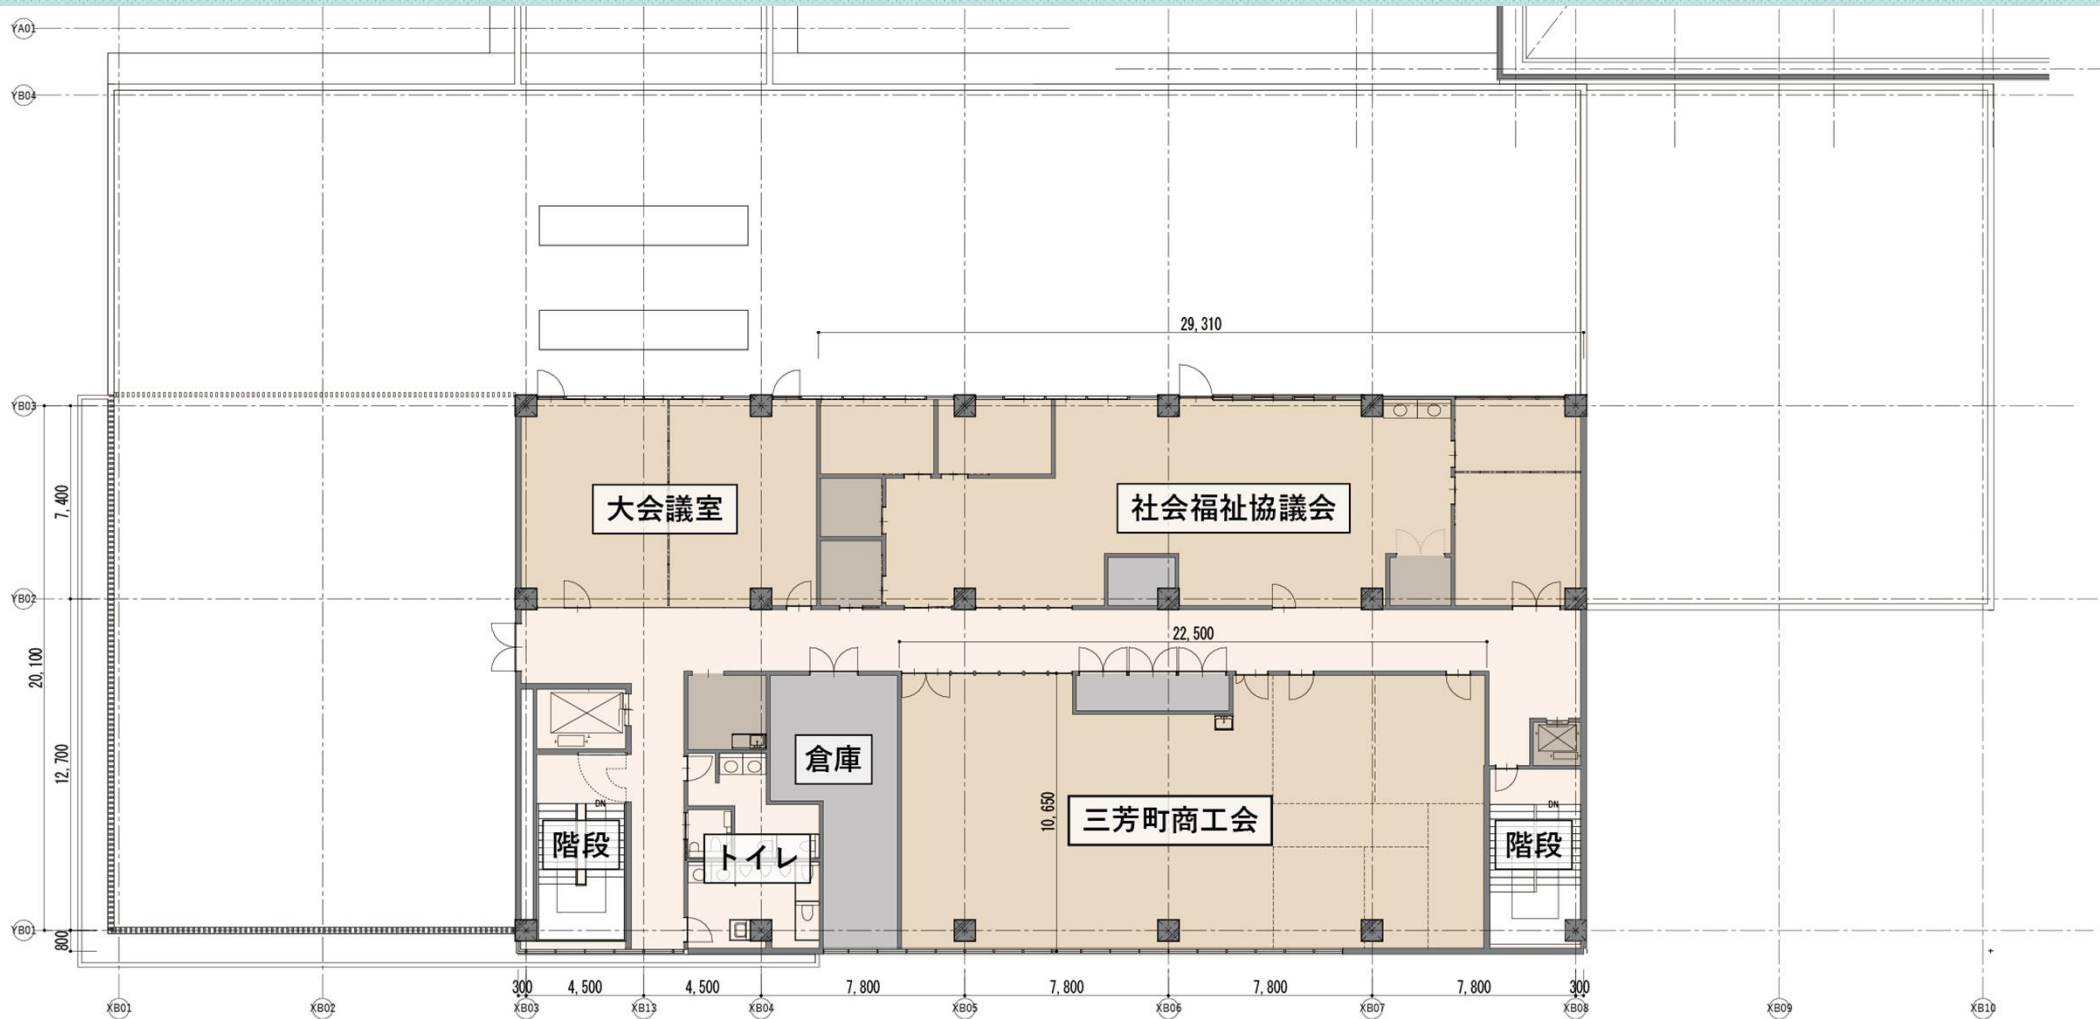 YA01
YB04
29,310
YB03
7,400
大会議室
社会福祉協議会
YB02
22,500
20,100
12,700
倉庫
10,650
三芳町商工会
DN
DN
階段
トイレ
階段
YB01
800
300
4,500
4,500
7,800
7,800
7,800
7,800
300
XB01
XB02
XB03
XB13
XB04
XB05
XB06
XB07
XB08
XB09
XB10